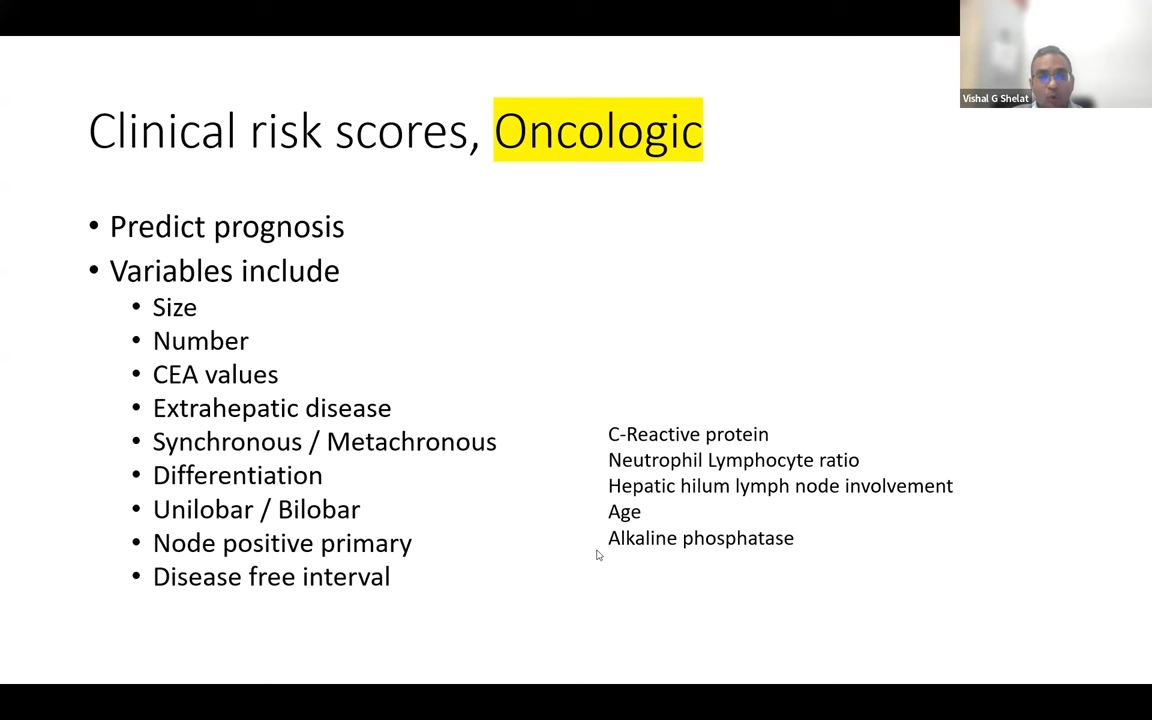 Vishal G Shelat
Clinical risk scores, Oncologic
• Predict prognosis
• Variables include
• Size
• Number
• CEA values
• Extrahepatic disease
• Synchronous / Metachronous
• Differentiation
• Unilobar / Bilobar
• Node positive primary
• Disease free interval
C-Reactive protein
Neutrophil Lymphocyte ratio
Hepatic hilum lymph node involvement
Age
Alkaline phosphatase